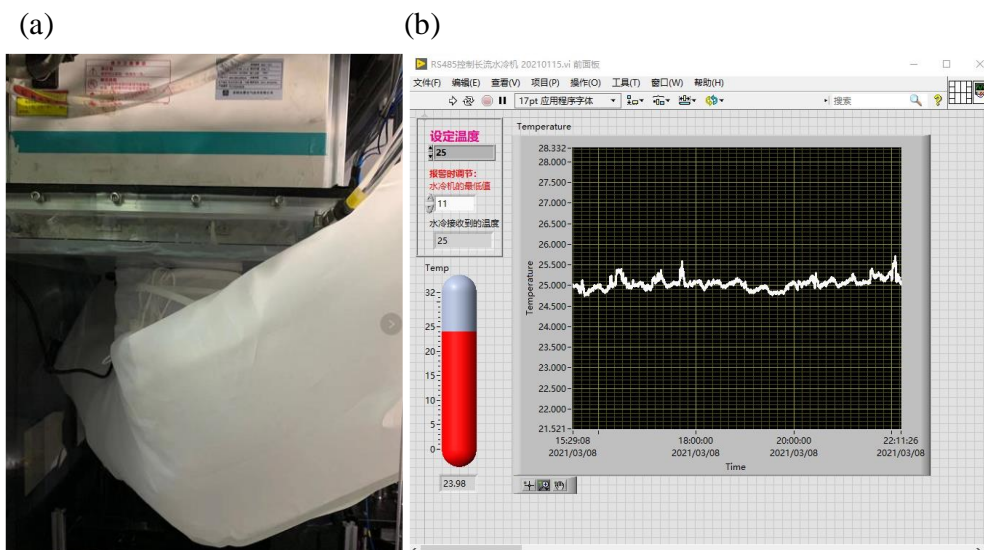 (a)
(b)
RS485控制长流水冷机 20210115.vi 前面板
文件(F) 编辑(E) 查看(V) 项目(P) 操作(O) 工具(T) 窗口(W) 帮助(H)
17pt 应用程序字体
搜索
设定温度
25
报警时调节:
水冷机的最低值
11
水冷接收到的温度
25
Temp
32
25
20
15
10
5
0
23.98
Temperature
28.332
28.000
27.500
27.000
26.500
26.000
25.500
25.000
24.500
24.000
23.500
23.000
22.500
22.000
21.521
Temperature
15:29:08 18:00:00 20:00:00 22:11:26
2021/03/08 2021/03/08 2021/03/08 2021/03/08
Time